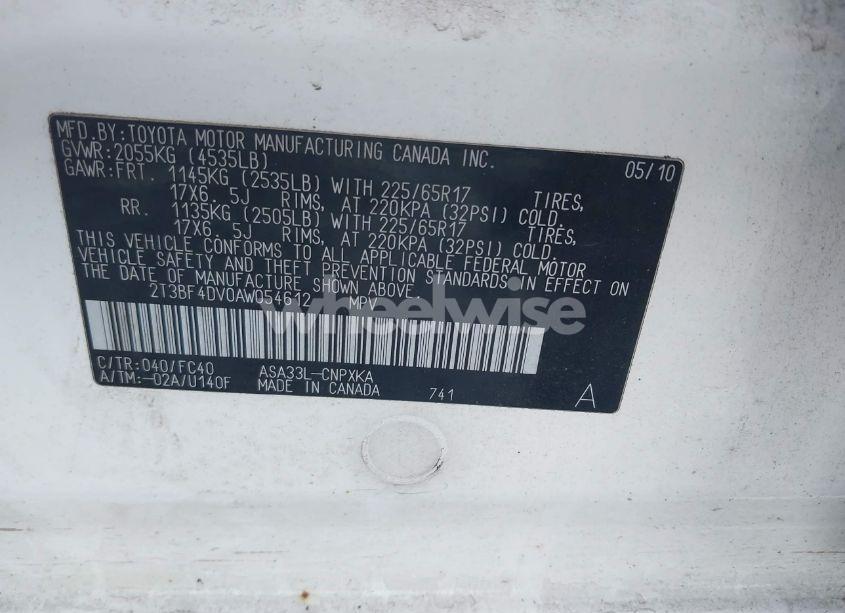 MFD.BY:TOYOTA MOTOR MANUFACTURING CANADA INC.
GVWR:2055KG (4535LB) 05/10
GAWR:FRT. 1145KG (2535LB) WITH 225/65R17 TIRES,
17X6.5J RIMS, AT 220KPA (32PSI) COLD.
RR. 1135KG (2505LB) WITH 225/65R17 TIRES,
17X6.5J RIMS, AT 220KPA (32PSI) COLD.
THIS VEHICLE CONFORMS TO ALL APPLICABLE FEDERAL MOTOR
VEHICLE SAFETY AND THEFT PREVENTION STANDARDS IN EFFECT ON
THE DATE OF MANUFACTURE SHOWN ABOVE.
2T3BF4DV0AW054612 MPV
wheelwise
C/TR:040/FC40 ASA33L-CNPXKA
A/TM:-02A/U140F MADE IN CANADA 741 A